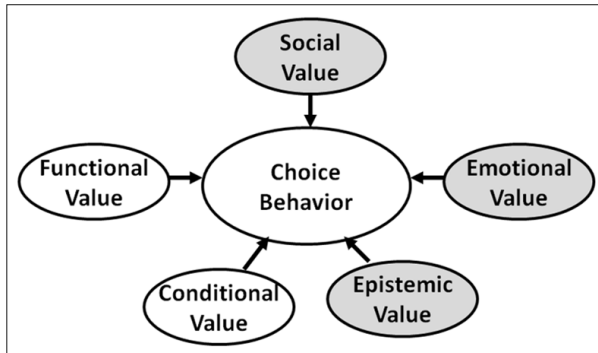 Social
Value
Functional
Value
Choice
Behavior
Emotional
Value
Conditional
Value
Epistemic
Value